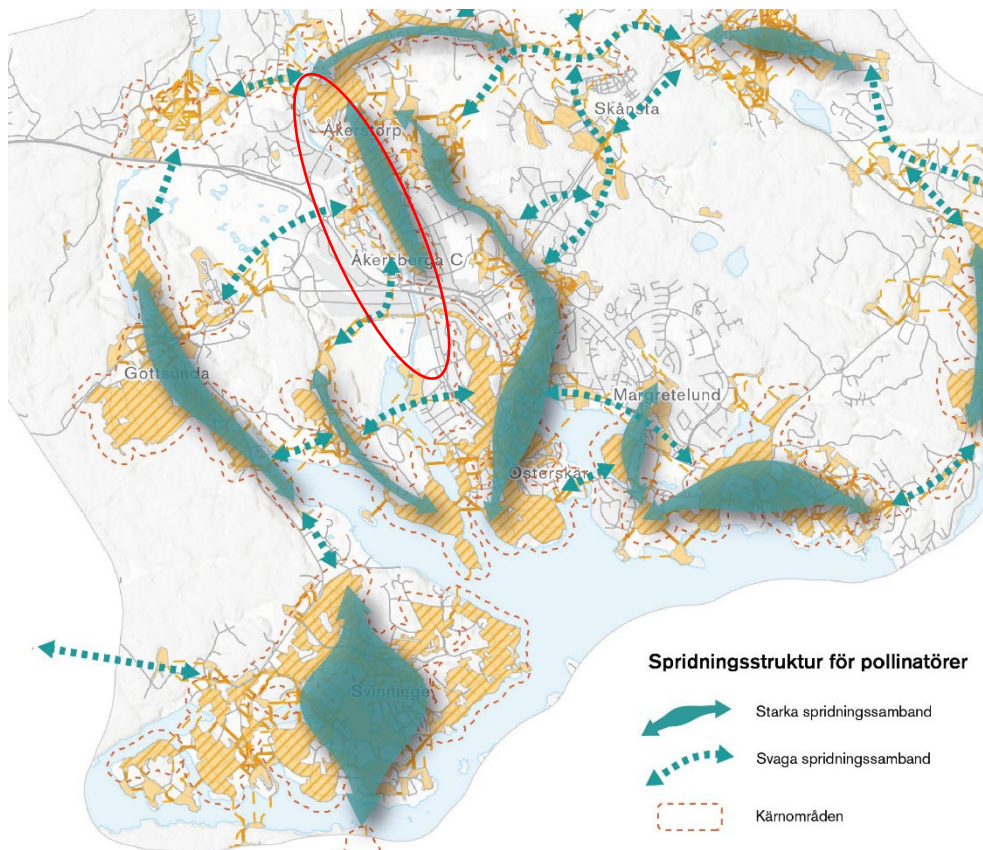 Skånsta
Åkerstorp
Åkersberga C
Gottsunda
Margretelund
Österskär
Svinninge
Spridningsstruktur för pollinatörer
Starka spridningssamband
Svaga spridningssamband
Kärnområden